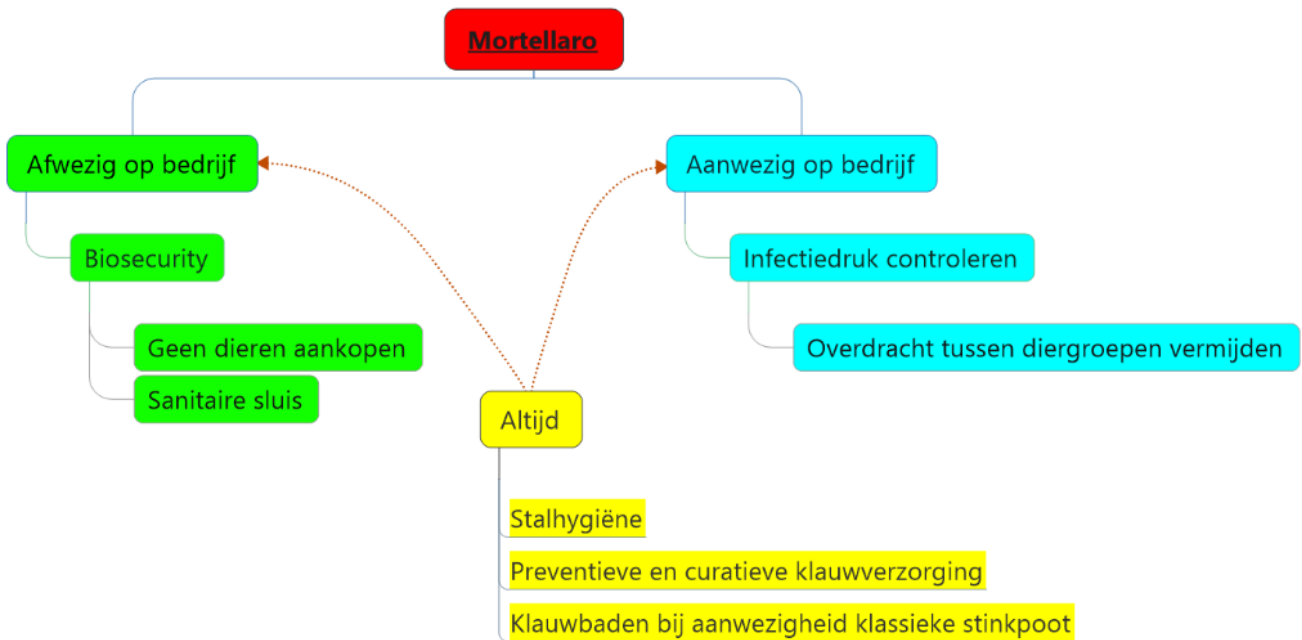 Mortellaro
Afwezig op bedrijf
Aanwezig op bedrijf
Biosecurity
Infectiedruk controleren
Geen dieren aankopen
Overdracht tussen diergroepen vermijden
Sanitaire sluis
Altijd
Stalhygiëne
Preventieve en curatieve klauwverzorging
Klauwbaden bij aanwezigheid klassieke stinkpoot